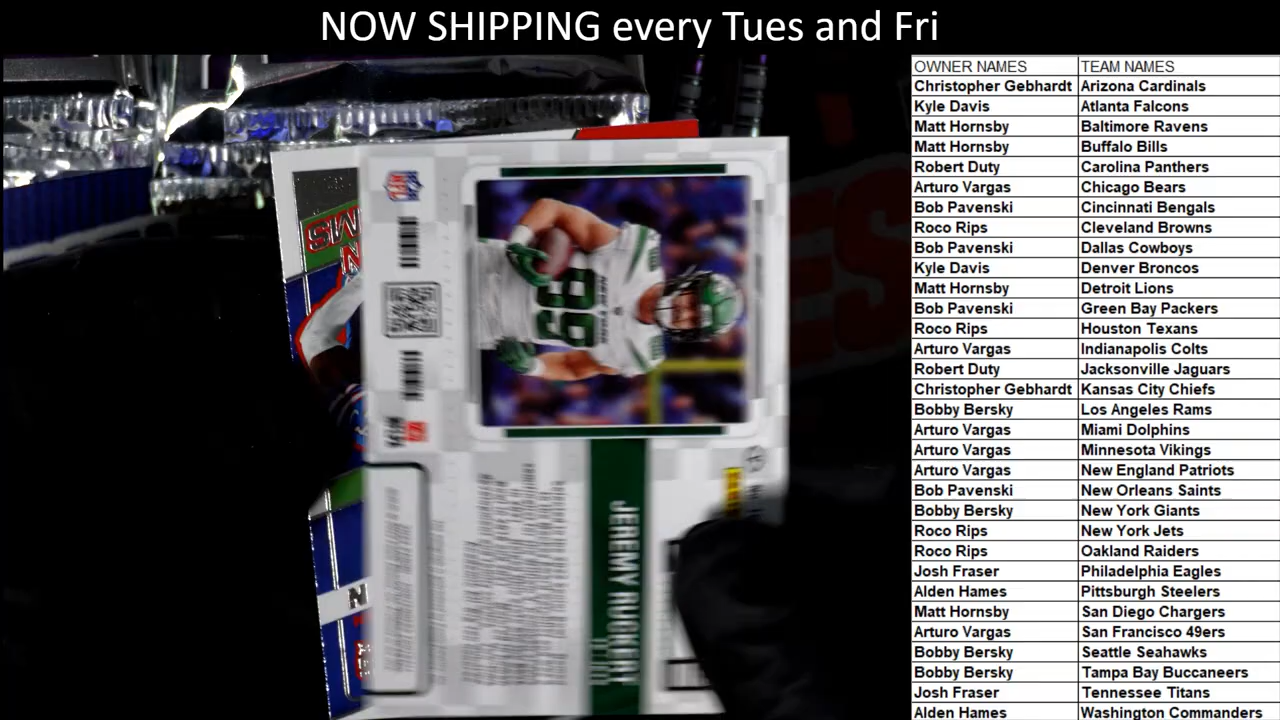 NOW SHIPPING every Tues and Fri
OWNER NAMES TEAM NAMES
Christopher Gebhardt Arizona Cardinals
Kyle Davis Atlanta Falcons
Matt Hornsby Baltimore Ravens
Matt Hornsby Buffalo Bills
Robert Duty Carolina Panthers
Arturo Vargas Chicago Bears
Bob Pavenski Cincinnati Bengals
Roco Rips Cleveland Browns
Bob Pavenski Dallas Cowboys
Kyle Davis Denver Broncos
Matt Hornsby Detroit Lions
Bob Pavenski Green Bay Packers
Roco Rips Houston Texans
Arturo Vargas Indianapolis Colts
Robert Duty Jacksonville Jaguars
Christopher Gebhardt Kansas City Chiefs
Bobby Bersky Los Angeles Rams
Arturo Vargas Miami Dolphins
Arturo Vargas Minnesota Vikings
Arturo Vargas New England Patriots
Bob Pavenski New Orleans Saints
Bobby Bersky New York Giants
Roco Rips New York Jets
Roco Rips Oakland Raiders
Josh Fraser Philadelphia Eagles
Alden Hames Pittsburgh Steelers
Matt Hornsby San Diego Chargers
Arturo Vargas San Francisco 49ers
Bobby Bersky Seattle Seahawks
Bobby Bersky Tampa Bay Buccaneers
Josh Fraser Tennessee Titans
Alden Hames Washington Commanders
JEREMY RUCKERT
89